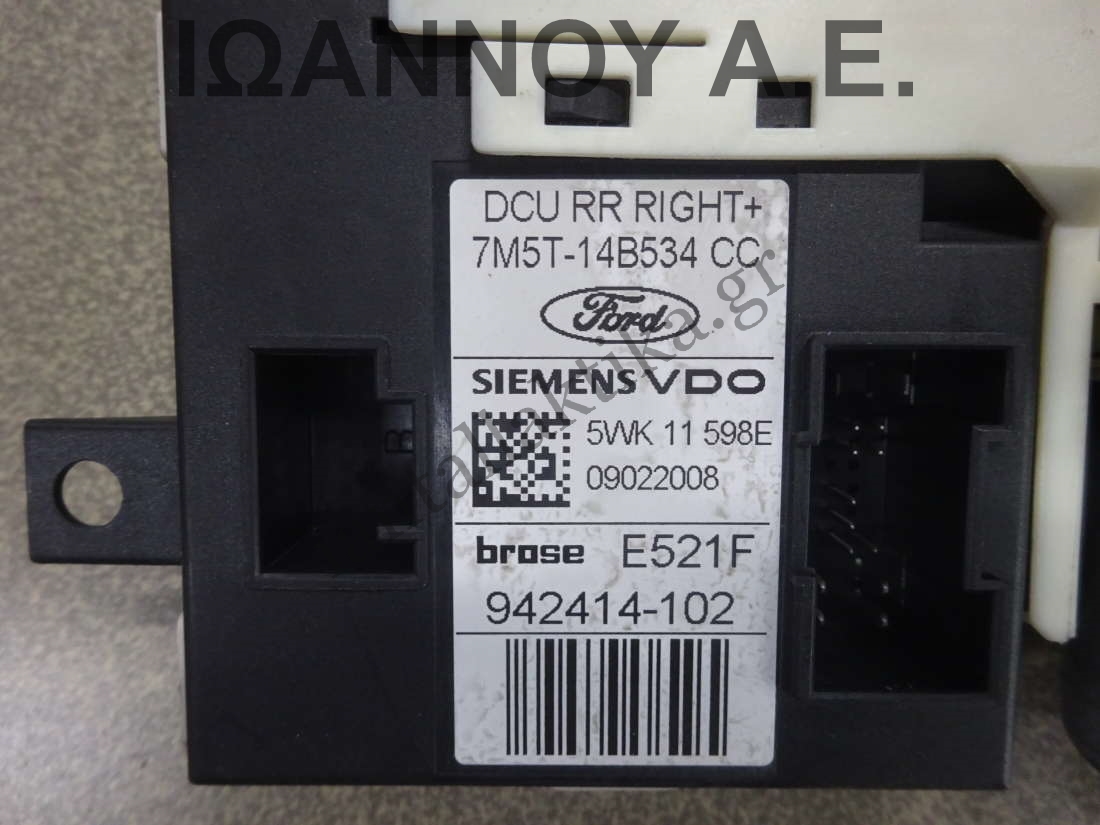 ΙΩΑΝΝΟΥ Α.Ε.
DCU RR RIGHT+
7M5T-14B534 CC
Ford
SIEMENS VDO
5WK 11 598E
09022008
brose E521F
942414-102
B